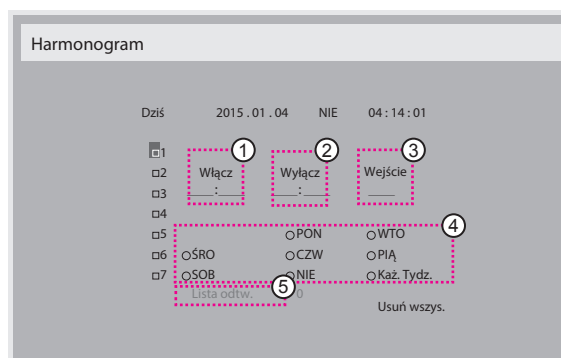 Harmonogram
Dziś 2015 . 01 . 04 NIE 04 : 14 : 01
1 1 2 3
2 Włącz Wyłącz Wejście
3 __:__ __:__ __
4
5 PON WTO 4
6 ŚRO CZW PIĄ
7 SOB NIE Każ. Tydz.
Lista odtw. 5 0
Usuń wszys.